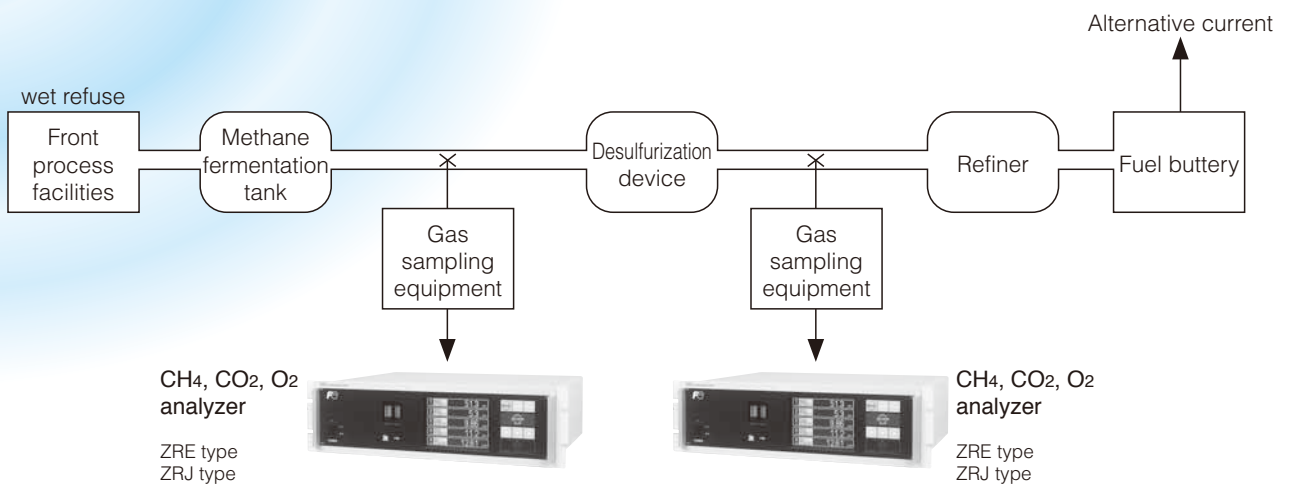 Alternative current
wet refuse
Front
process
facilities
Methane
fermentation
tank
Desulfurization
device
Refiner
Fuel buttery
Gas
sampling
equipment
Gas
sampling
equipment
CH4, CO2, O2
analyzer
ZRE type
ZRJ type
CH4, CO2, O2
analyzer
ZRE type
ZRJ type